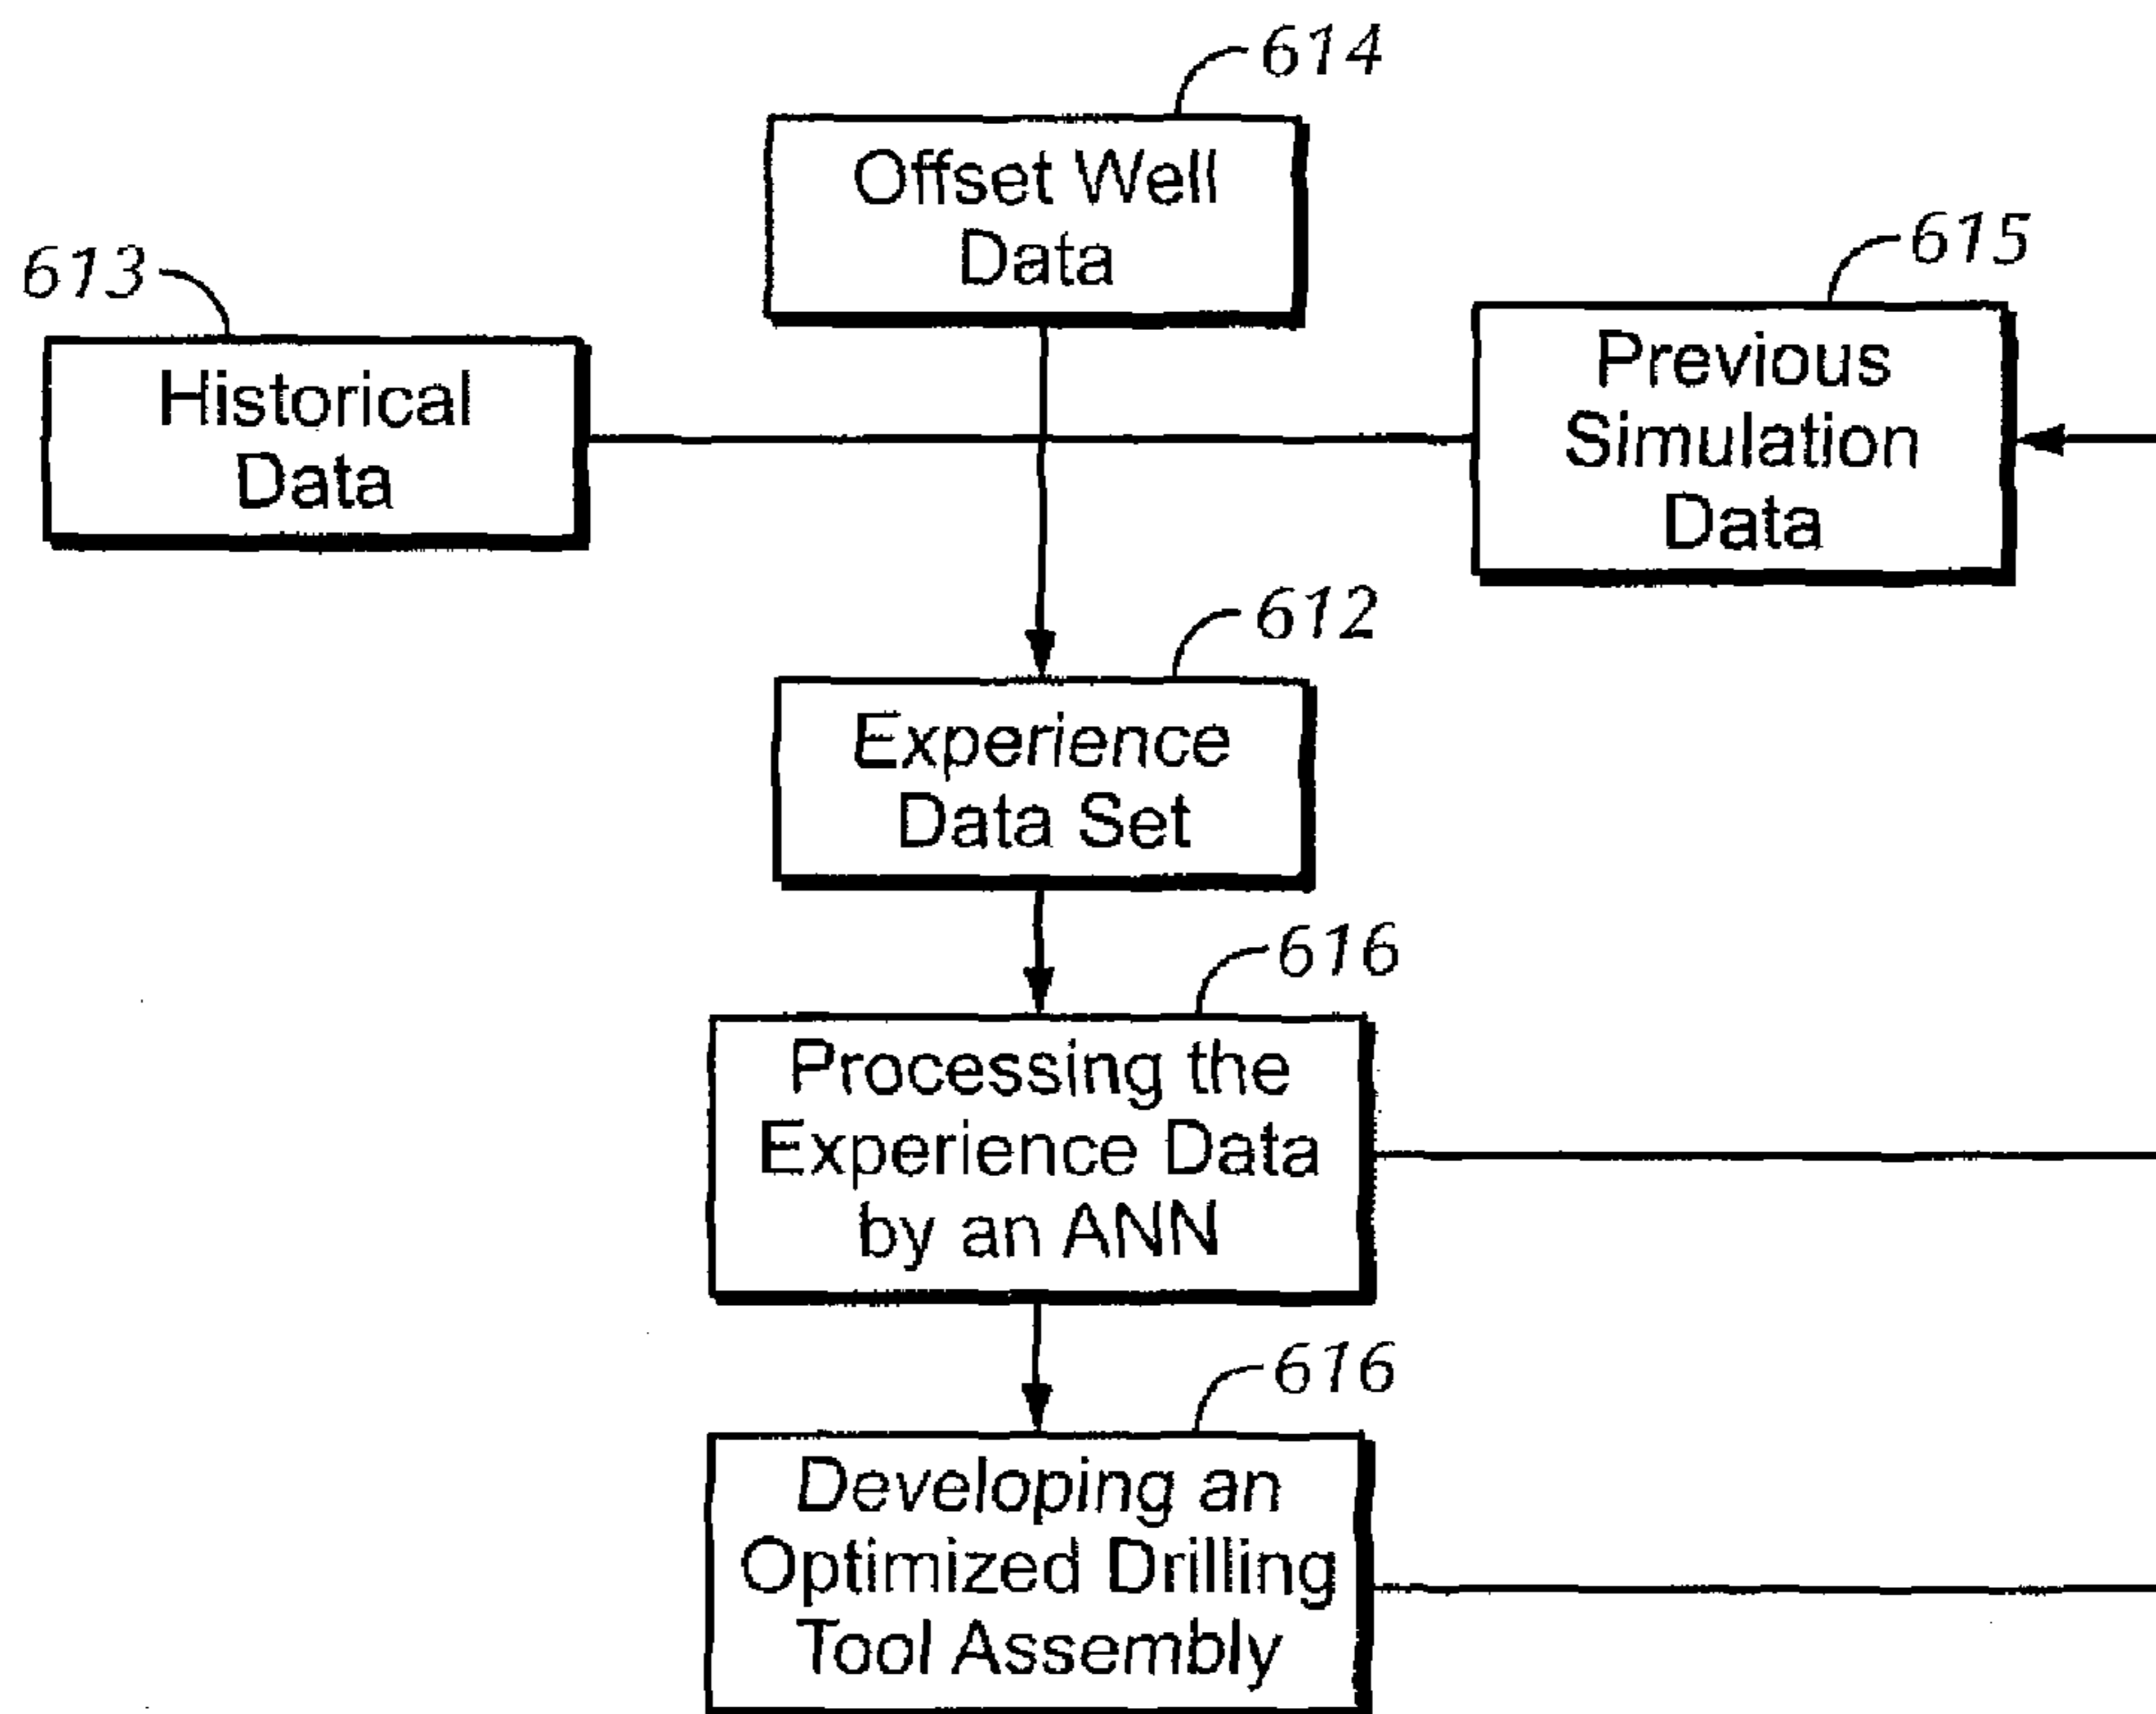 614
Offset Well
Data
613
Historical
Data
615
Previous
Simulation
Data
612
Experience
Data Set
616
Processing the
Experience Data
by an ANN
616
Developing an
Optimized Drilling
Tool Assembly